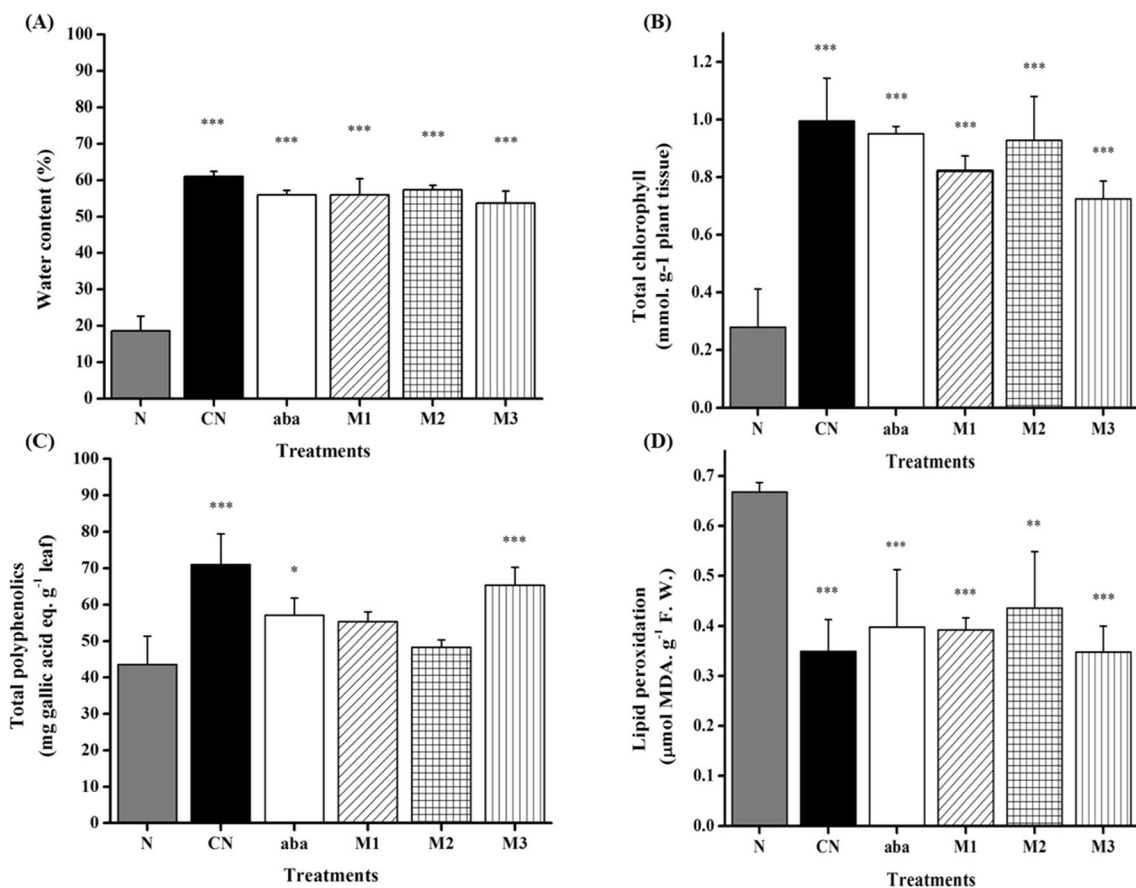 (A)
100
90
80
70
60
50
40
30
20
10
0
Water content (%)
***
***
***
***
***
N CN aba M1 M2 M3
Treatments
(B)
1.2
1.0
0.8
0.6
0.4
0.2
0.0
Total chlorophyll
(mmol. g-1 plant tissue)
***
***
***
***
***
N CN aba M1 M2 M3
Treatments
(C)
100
90
80
70
60
50
40
30
20
10
0
Total polyphenolics
(mg gallic acid eq. g⁻¹ leaf)
***
*
***
N CN aba M1 M2 M3
Treatments
(D)
0.7
0.6
0.5
0.4
0.3
0.2
0.1
0.0
Lipid peroxidation
(μmol MDA. g⁻¹ F. W.)
***
***
***
**
***
N CN aba M1 M2 M3
Treatments